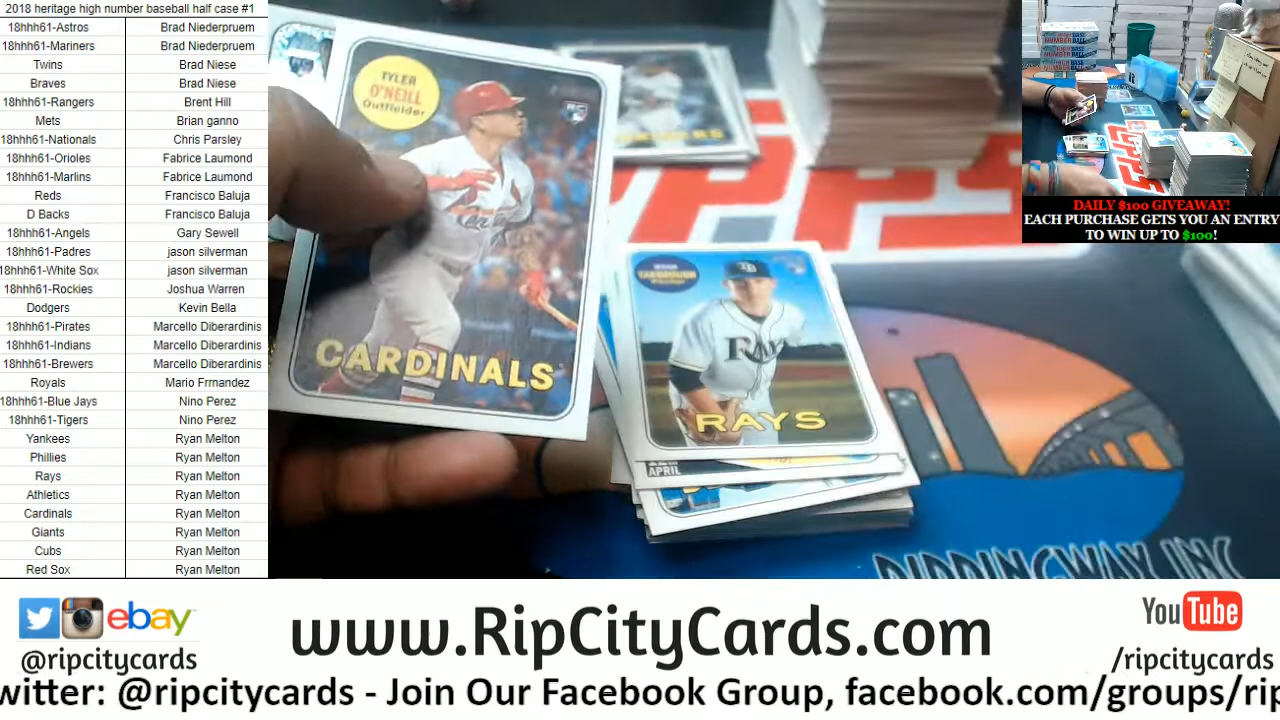 2018 heritage high number baseball half case #1
18hhh61-Astros Brad Niederpruem
18hhh61-Mariners Brad Niederpruem
Twins Brad Niese
Braves Brad Niese
18hhh61-Rangers Brent Hill
Mets Brian ganno
18hhh61-Nationals Chris Parsley
18hhh61-Orioles Fabrice Laumond
18hhh61-Marlins Fabrice Laumond
Reds Francisco Baluja
D Backs Francisco Baluja
18hhh61-Angels Gary Sewell
18hhh61-Padres jason silverman
18hhh61-White Sox jason silverman
18hhh61-Rockies Joshua Warren
Dodgers Kevin Bella
18hhh61-Pirates Marcello Diberardinis
18hhh61-Indians Marcello Diberardinis
18hhh61-Brewers Marcello Diberardinis
Royals Mario Frrnandez
18hhh61-Blue Jays Nino Perez
18hhh61-Tigers Nino Perez
Yankees Ryan Melton
Phillies Ryan Melton
Rays Ryan Melton
Athletics Ryan Melton
Cardinals Ryan Melton
Giants Ryan Melton
Cubs Ryan Melton
Red Sox Ryan Melton
TYLER
O'NEILL
Outfielder
CARDINALS
RAYS
RAYS
APRIL
DAILY $100 GIVEAWAY!
EACH PURCHASE GETS YOU AN ENTRY
TO WIN UP TO $100!
ebay
@ripcitycards
www.RipCityCards.com
YouTube
/ripcitycards
witter: @ripcitycards - Join Our Facebook Group, facebook.com/groups/rip